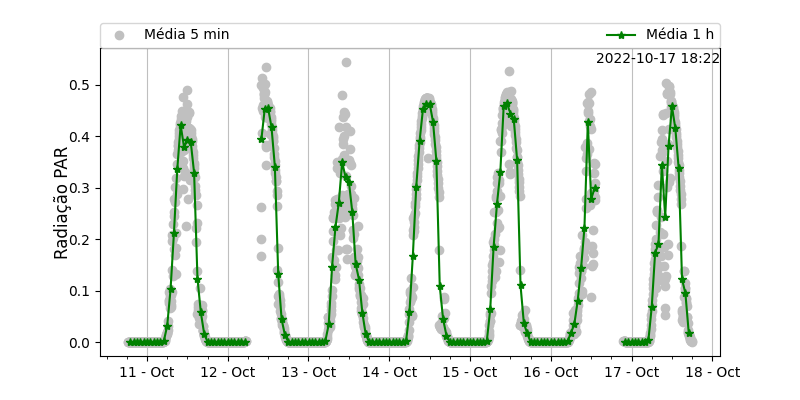 Média 5 min
Média 1 h
2022-10-17 18:22
Radiação PAR
0.5
0.4
0.3
0.2
0.1
0.0
11 - Oct
12 - Oct
13 - Oct
14 - Oct
15 - Oct
16 - Oct
17 - Oct
18 - Oct